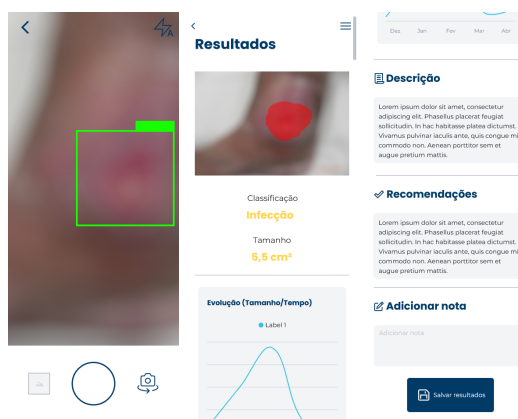 A
Resultados
Classificação
Infecção
Tamanho
5,5 cm²
Evolução (Tamanho/Tempo)
Label 1
Des Jan Fev Mar Abr
Descrição
Lorem ipsum dolor sit amet, consectetur
adipiscing elit. Phasellus placerat feugiat
sollicitudin. In hac habitasse platea dictumst.
Vivamus pulvinar iaculis ante, quis congue mi
commodo non. Aenean porttitor sem et
augue pretium mattis.
Recomendações
Lorem ipsum dolor sit amet, consectetur
adipiscing elit. Phasellus placerat feugiat
sollicitudin. In hac habitasse platea dictumst.
Vivamus pulvinar iaculis ante, quis congue mi
commodo non. Aenean porttitor sem et
augue pretium mattis.
Adicionar nota
Adicionar nota
Salvar resultados